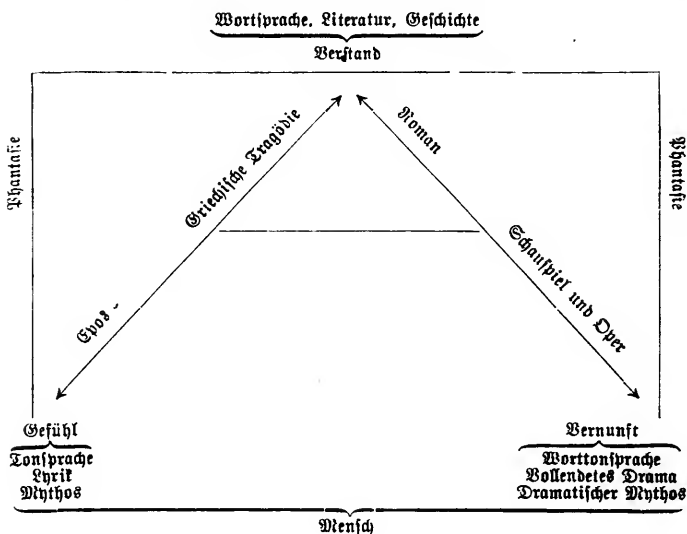 Wortsprache. Literatur, Geschichte
Verstand
Phantasie
Griechische Tragödie
Roman
Phantasie
Epos
Schauspiel und Oper
Gefühl
Tonsprache
Lyrik
Mythos
Vernunft
Worttonsprache
Vollendetes Drama
Dramatischer Mythos
Mensch